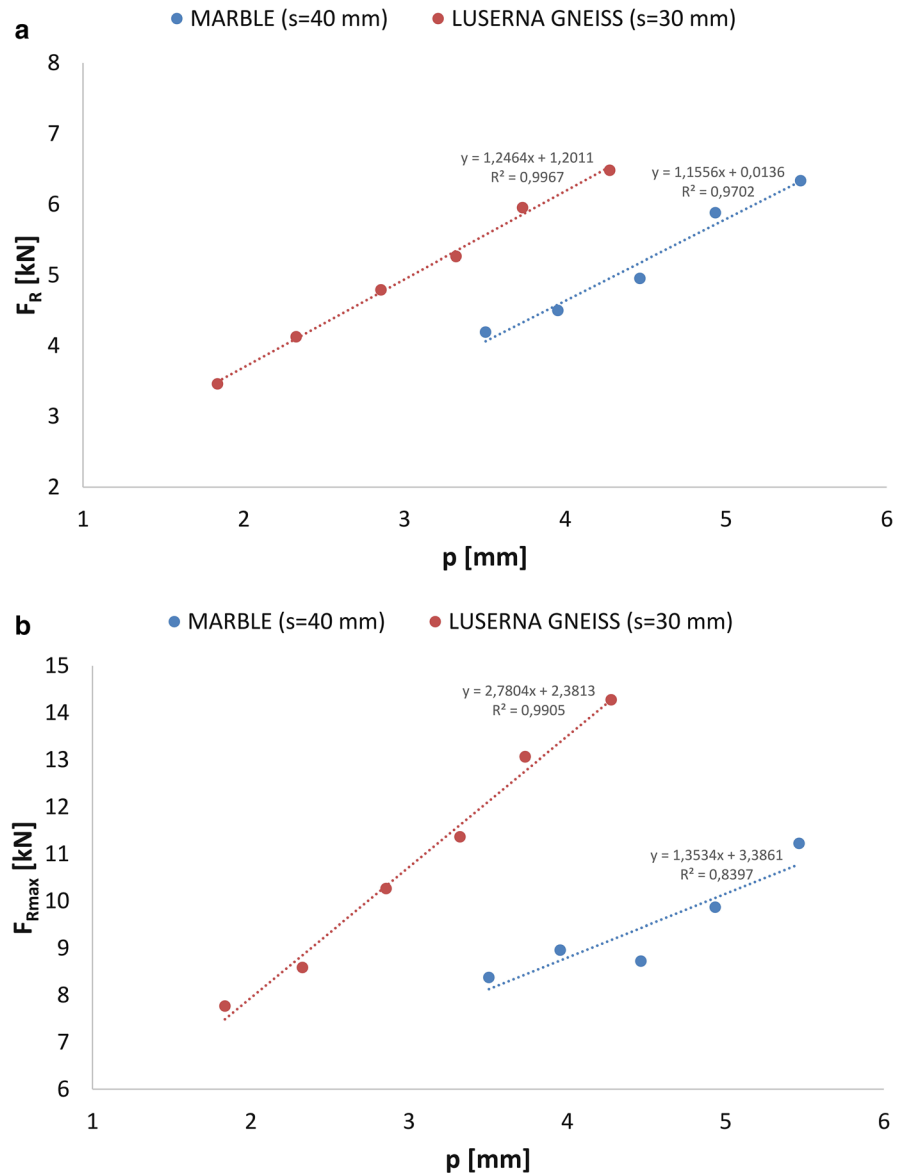 a
MARBLE (s=40 mm) LUSERNA GNEISS (s=30 mm)
8
7
6
5
4
3
2
F_R [kN]
y = 1,2464x + 1,2011
R² = 0,9967
y = 1,1556x + 0,0136
R² = 0,9702
1 2 3 4 5 6
p [mm]
b
MARBLE (s=40 mm) LUSERNA GNEISS (s=30 mm)
15
14
13
12
11
10
9
8
7
6
F_Rmax [kN]
y = 2,7804x + 2,3813
R² = 0,9905
y = 1,3534x + 3,3861
R² = 0,8397
1 2 3 4 5 6
p [mm]